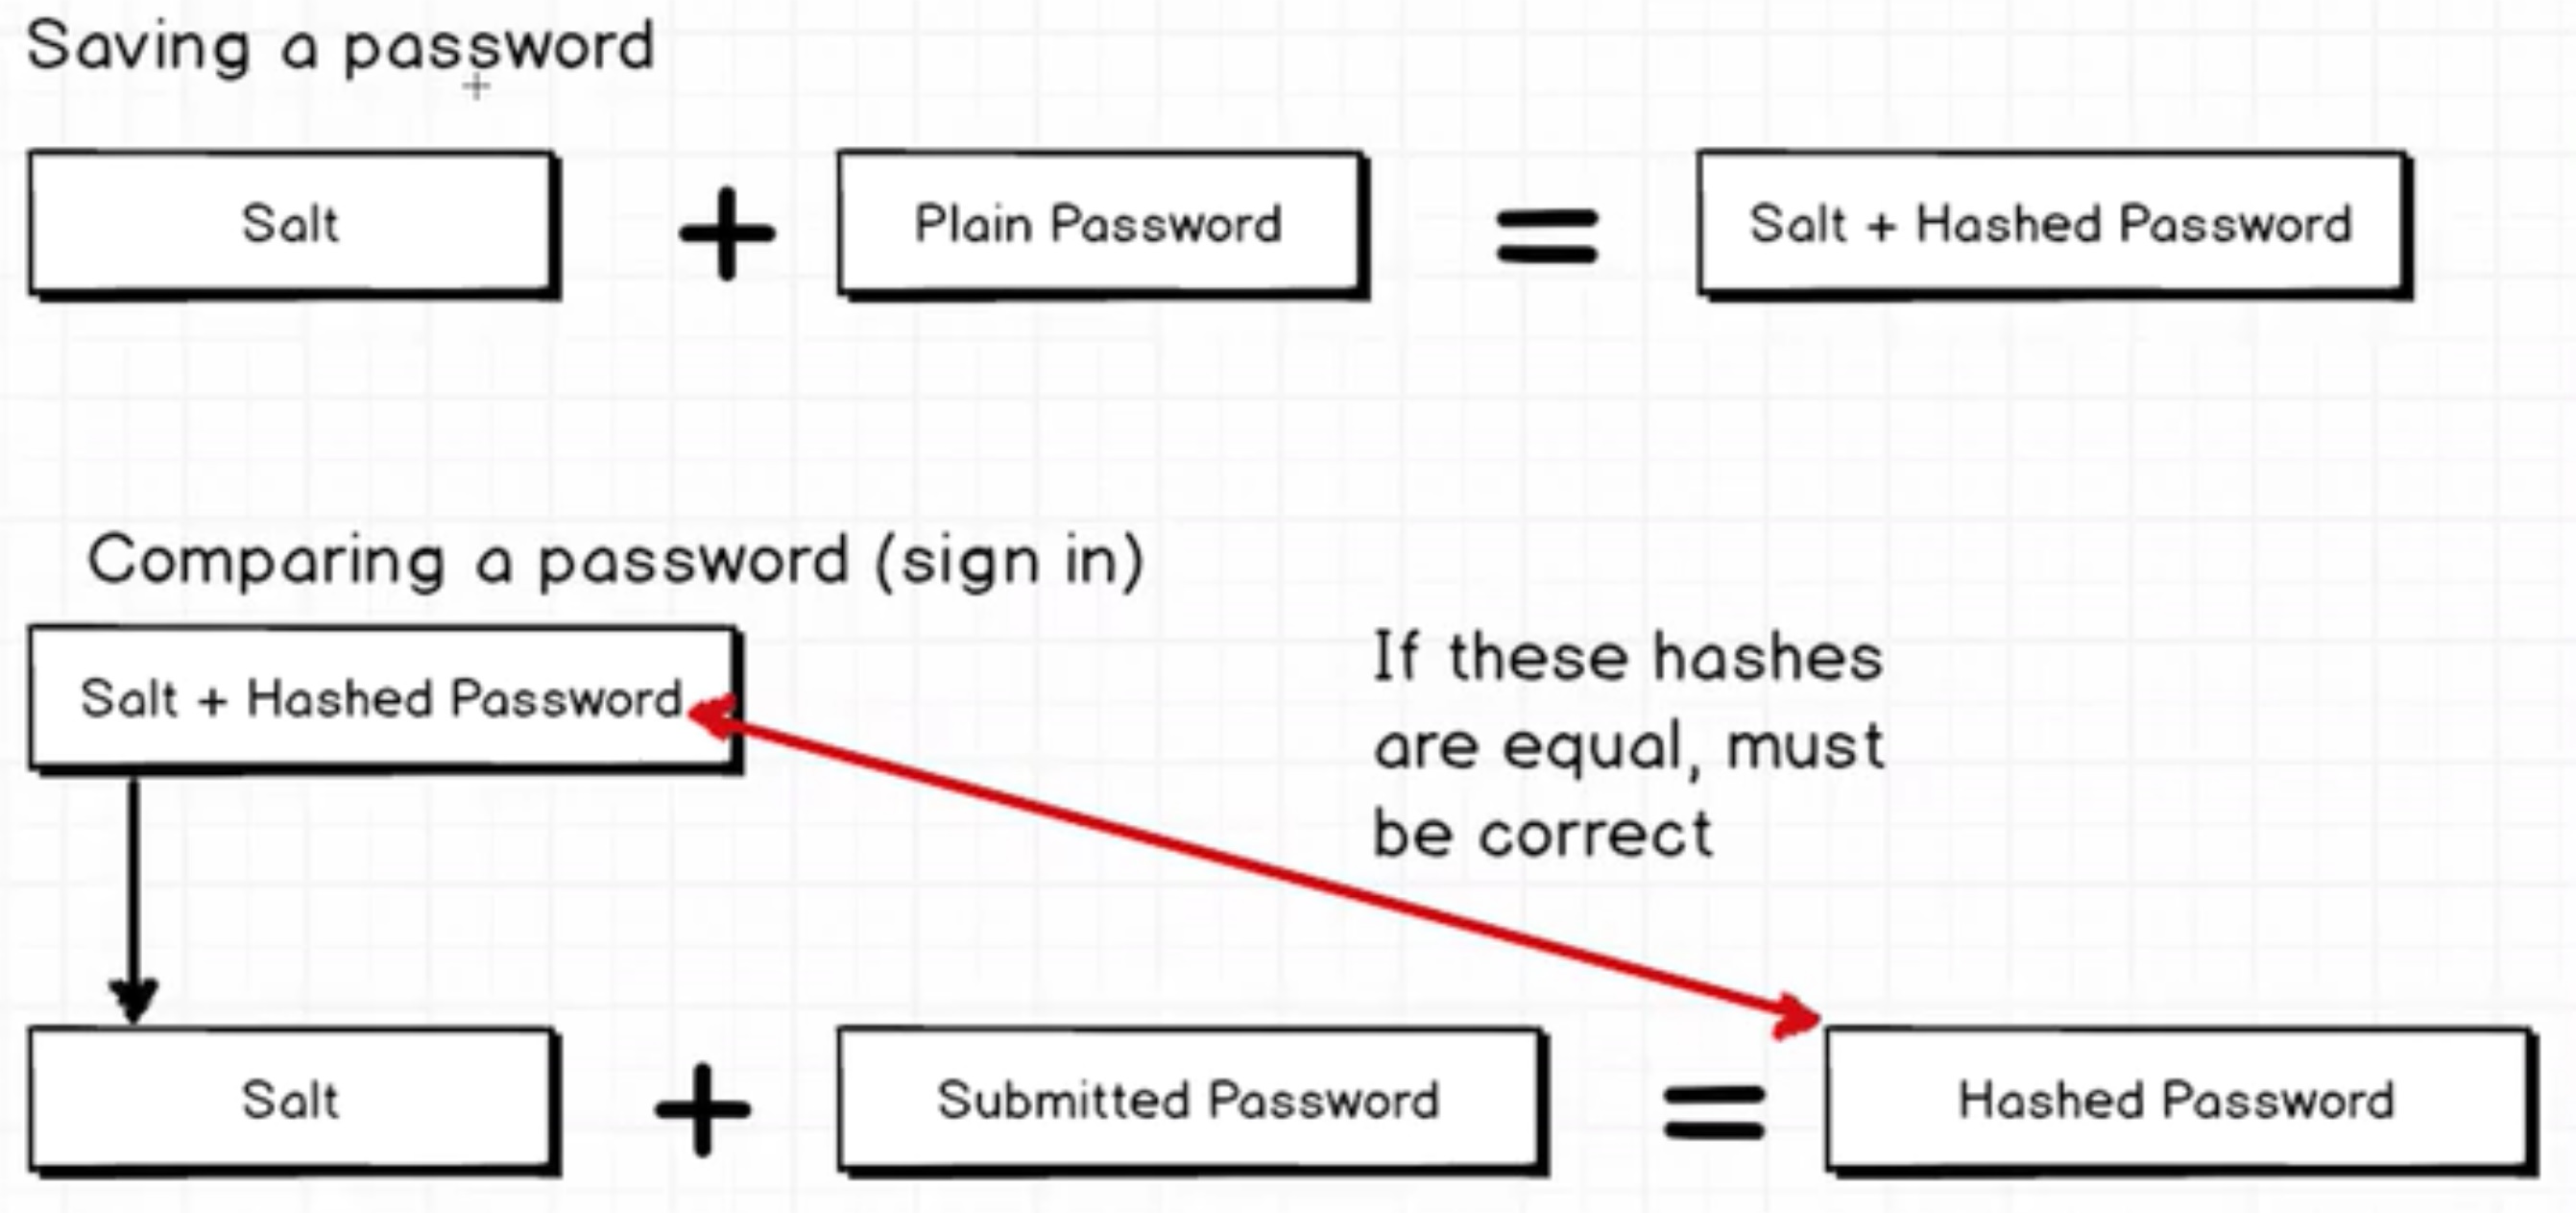 Saving a password
Salt + Plain Password = Salt + Hashed Password
Comparing a password (sign in)
Salt + Hashed Password
If these hashes
are equal, must
be correct
Salt + Submitted Password = Hashed Password